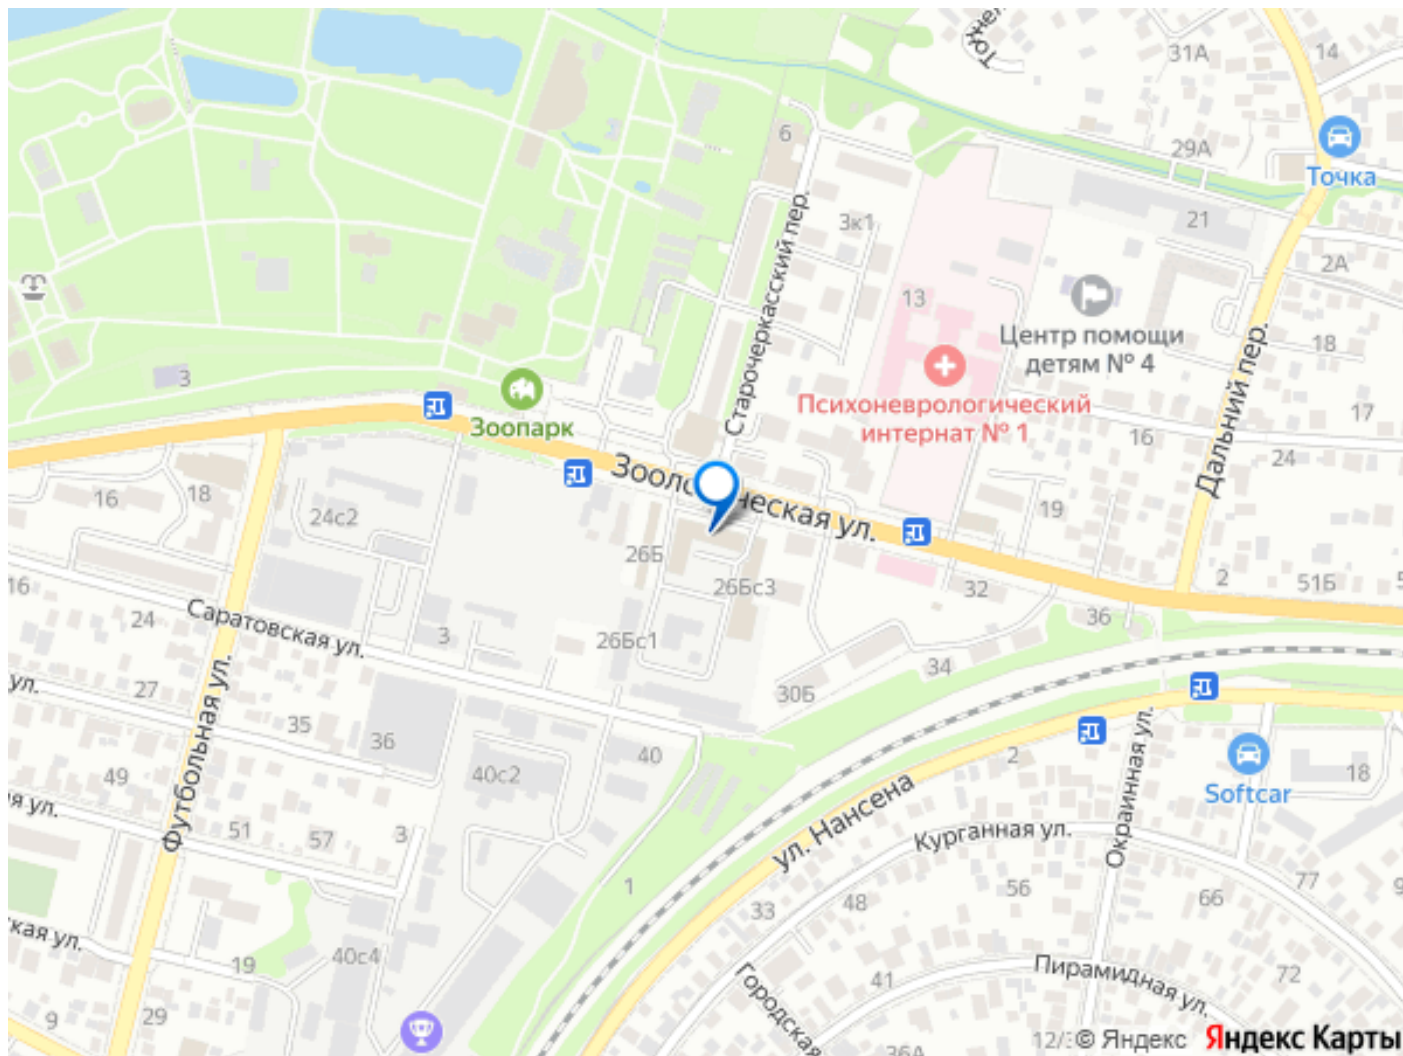 31А
14
6
29А
Точка
3к1
21
2А
13
Центр помощи
детям № 4
18
3
Старочеркасский пер.
Дальний пер.
Психоневрологический
интернат № 1
Зоопарк
17
16
24
Зоологическая ул.
16
18
24с2
19
26Б
26Бс3
32
2
51Б
16
24
Саратовская ул.
3
26Бс1
36
34
30Б
ул.
27
35
36
Футбольная ул.
49
40
40с2
2
Окраинная ул.
18
Softcar
ул. Нансена
51
57
3
Курганная ул.
1
56
77
9
66
33
48
19
40с4
41
Пирамидная ул.
72
Городская
9
29
36А
© Яндекс
Яндекс Карты